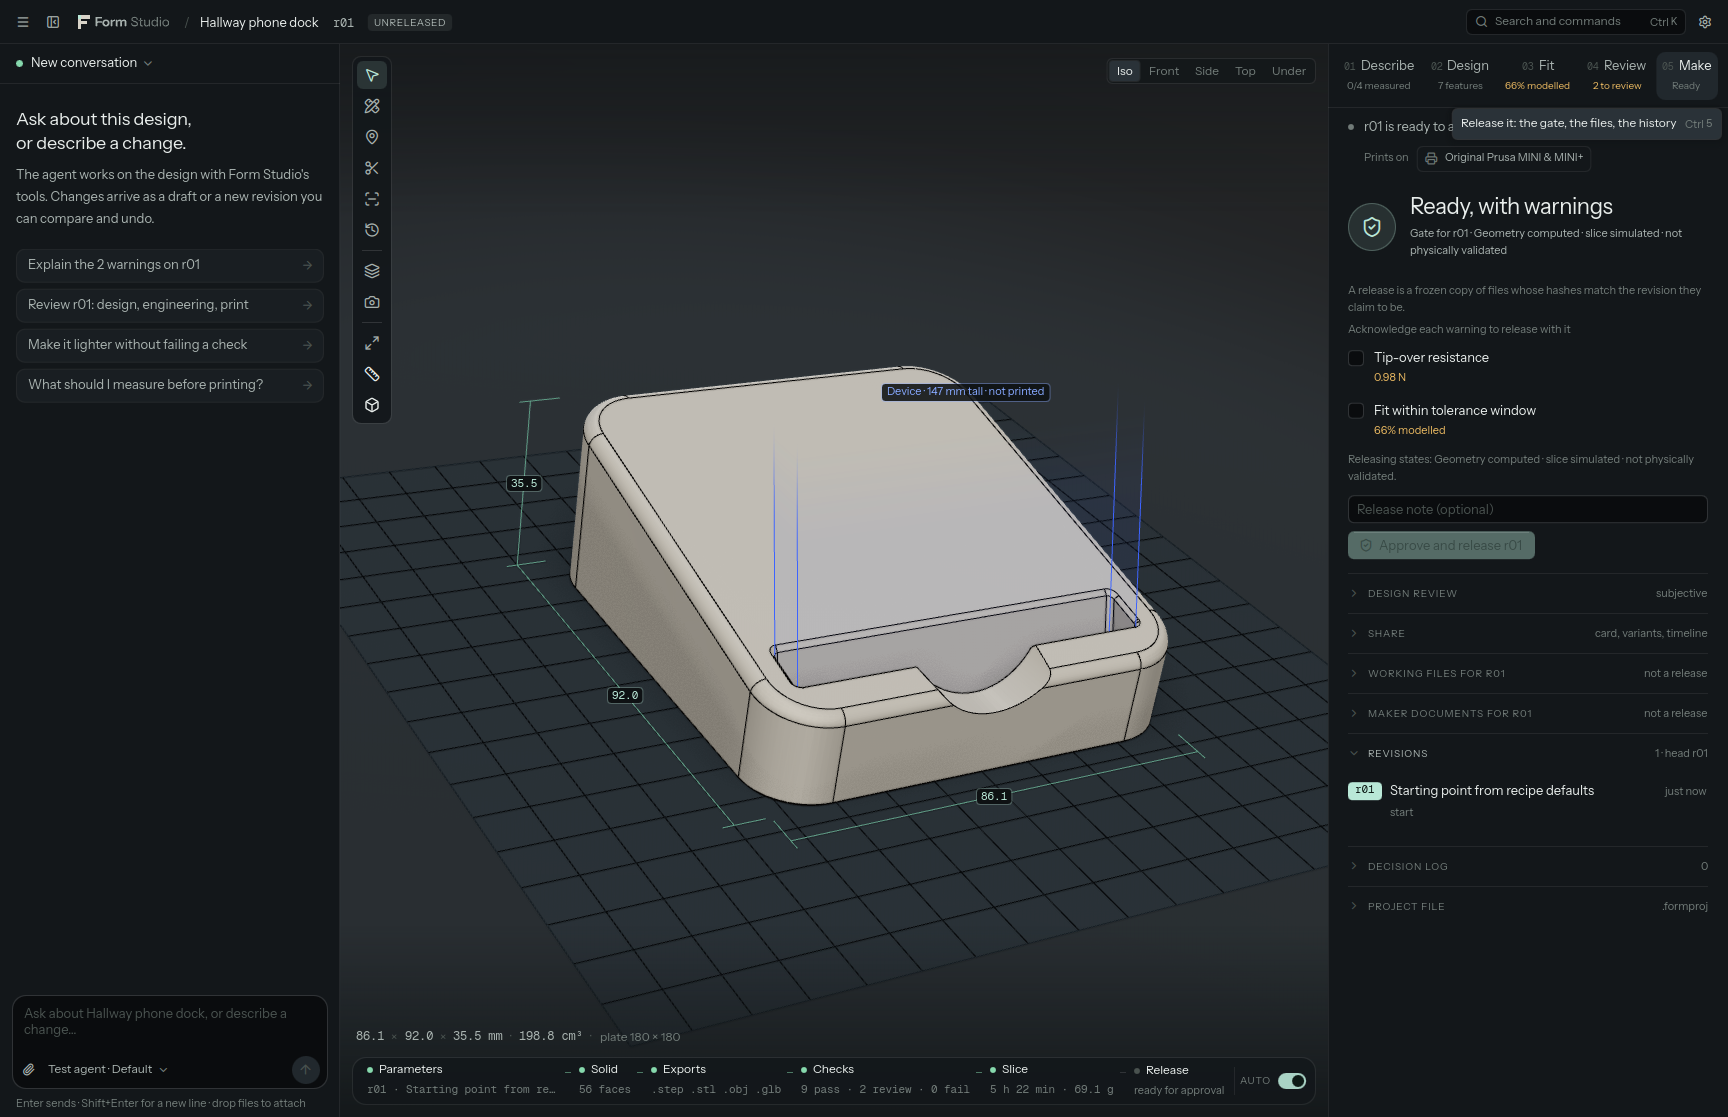 Form Studio / Hallway phone dock r01 UNRELEASED
Search and commands Ctrl K
New conversation
Ask about this design,
or describe a change.
The agent works on the design with Form Studio's
tools. Changes arrive as a draft or a new revision you
can compare and undo.
Explain the 2 warnings on r01
Review r01: design, engineering, print
Make it lighter without failing a check
What should I measure before printing?
Ask about Hallway phone dock, or describe a
change...
Test agent · Default
Enter sends · Shift+Enter for a new line · drop files to attach
Iso Front Side Top Under
Device · 147 mm tall · not printed
35.5
92.0
86.1
86.1 × 92.0 × 35.5 mm · 198.8 cm³ · plate 180 × 180
Parameters
r01 · Starting point from re…
Solid
56 faces
Exports
.step .stl .obj .glb
Checks
9 pass · 2 review · 0 fail
Slice
5 h 22 min · 69.1 g
Release
ready for approval
AUTO
01 Describe
0/4 measured
02 Design
7 features
03 Fit
66% modelled
04 Review
2 to review
05 Make
Ready
r01 is ready to
Release it: the gate, the files, the history Ctrl 5
Prints on Original Prusa MINI & MINI+
Ready, with warnings
Gate for r01 · Geometry computed · slice simulated · not
physically validated
A release is a frozen copy of files whose hashes match the revision they
claim to be.
Acknowledge each warning to release with it
Tip-over resistance
0.98 N
Fit within tolerance window
66% modelled
Releasing states: Geometry computed · slice simulated · not physically
validated.
Release note (optional)
Approve and release r01
DESIGN REVIEW subjective
SHARE card, variants, timeline
WORKING FILES FOR R01 not a release
MAKER DOCUMENTS FOR R01 not a release
REVISIONS 1 · head r01
r01 Starting point from recipe defaults just now
start
DECISION LOG 0
PROJECT FILE .formproj